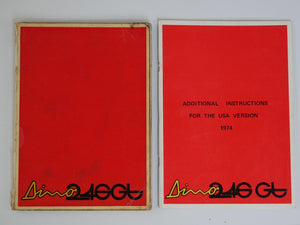 Dino 246 GT
ADDITIONAL INSTRUCTIONS
FOR THE USA VERSION
1974
Dino 246 GT